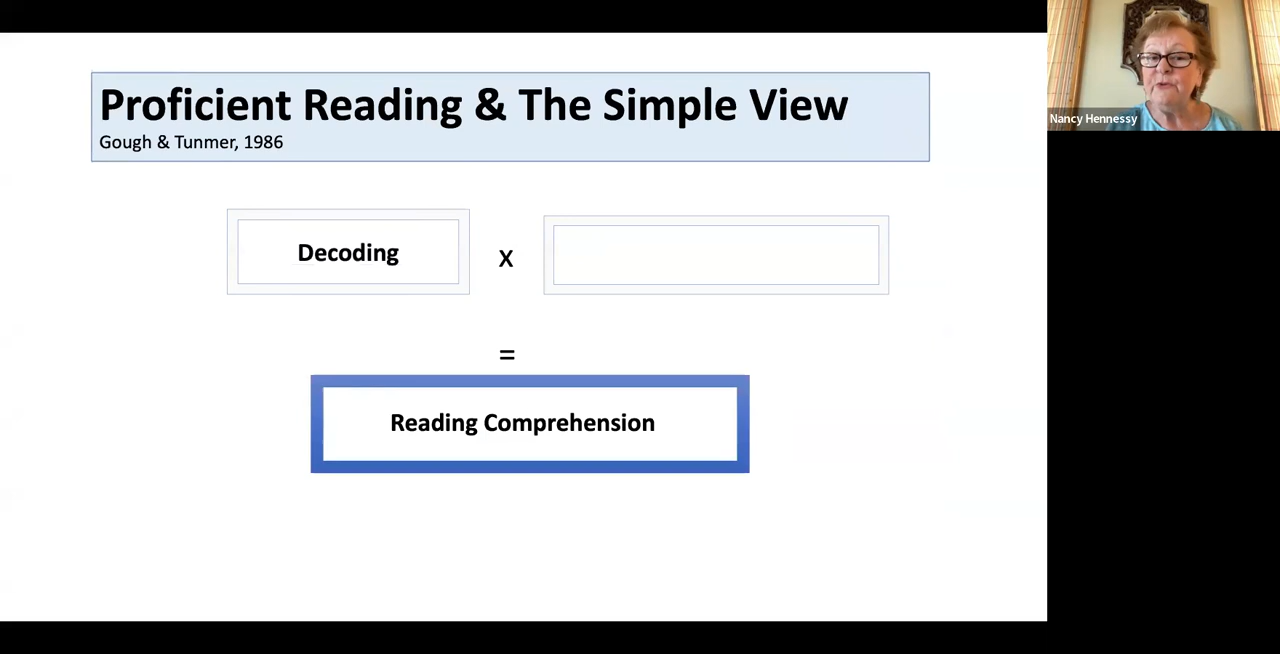 Proficient Reading & The Simple View
Gough & Tunmer, 1986
Nancy Hennessy
Decoding
x
=
Reading Comprehension